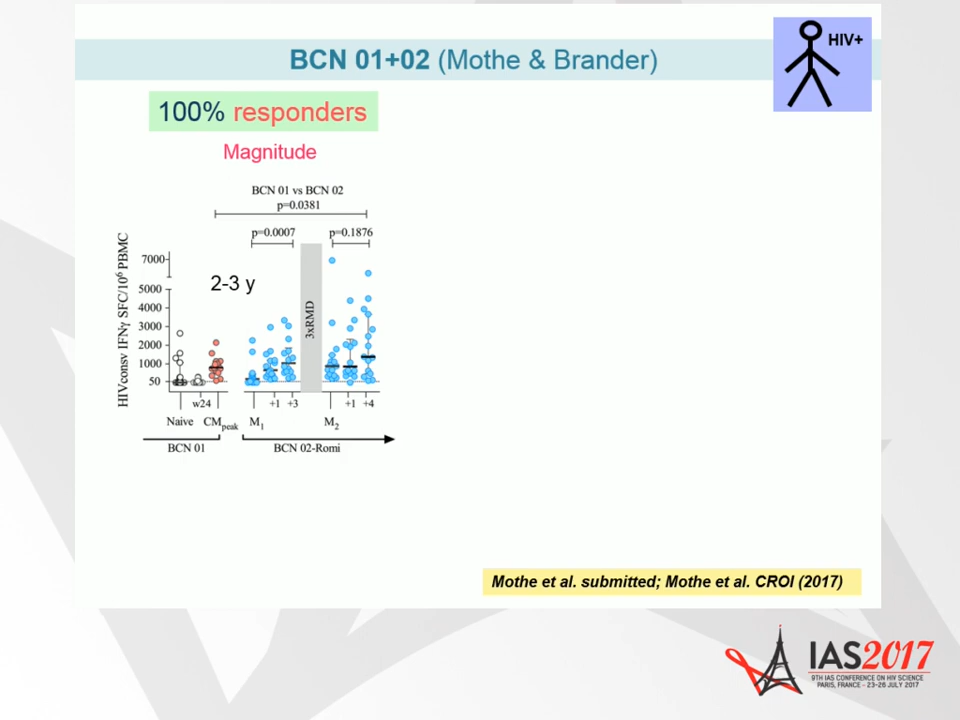 BCN 01+02 (Mothe & Brander)
HIV+
100% responders
Magnitude
BCN 01 vs BCN 02
p=0.0381
p=0.0007
p=0.1876
HIVconsv IFNγ SFC/10⁶ PBMC
7000
5000
4000
3000
2000
1000
50
2-3 y
3xRMD
w24
+1 +3
+1 +4
Naive CMpeak M1 M2
BCN 01 BCN 02-Romi
Mothe et al. submitted; Mothe et al. CROI (2017)
IAS2017
9TH IAS CONFERENCE ON HIV SCIENCE
PARIS, FRANCE - 23-26 JULY 2017